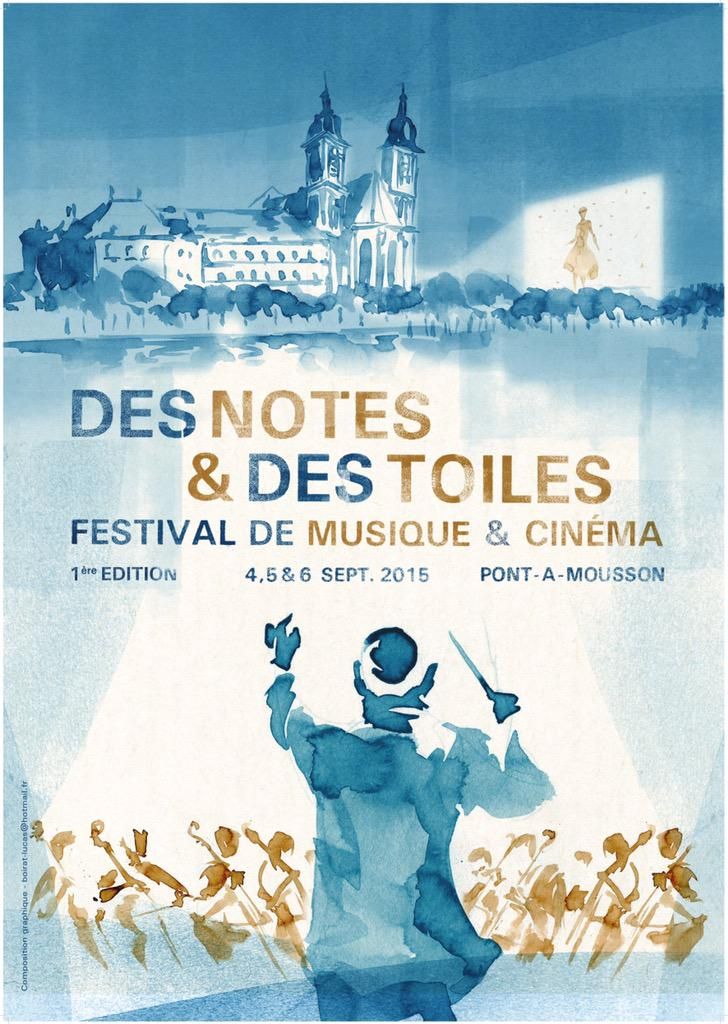 DES NOTES
& DES TOILES
FESTIVAL DE MUSIQUE & CINÉMA
1ère EDITION 4,5 & 6 SEPT. 2015 PONT-A-MOUSSON
Composition graphique - boirat-lucas@hotmail.fr